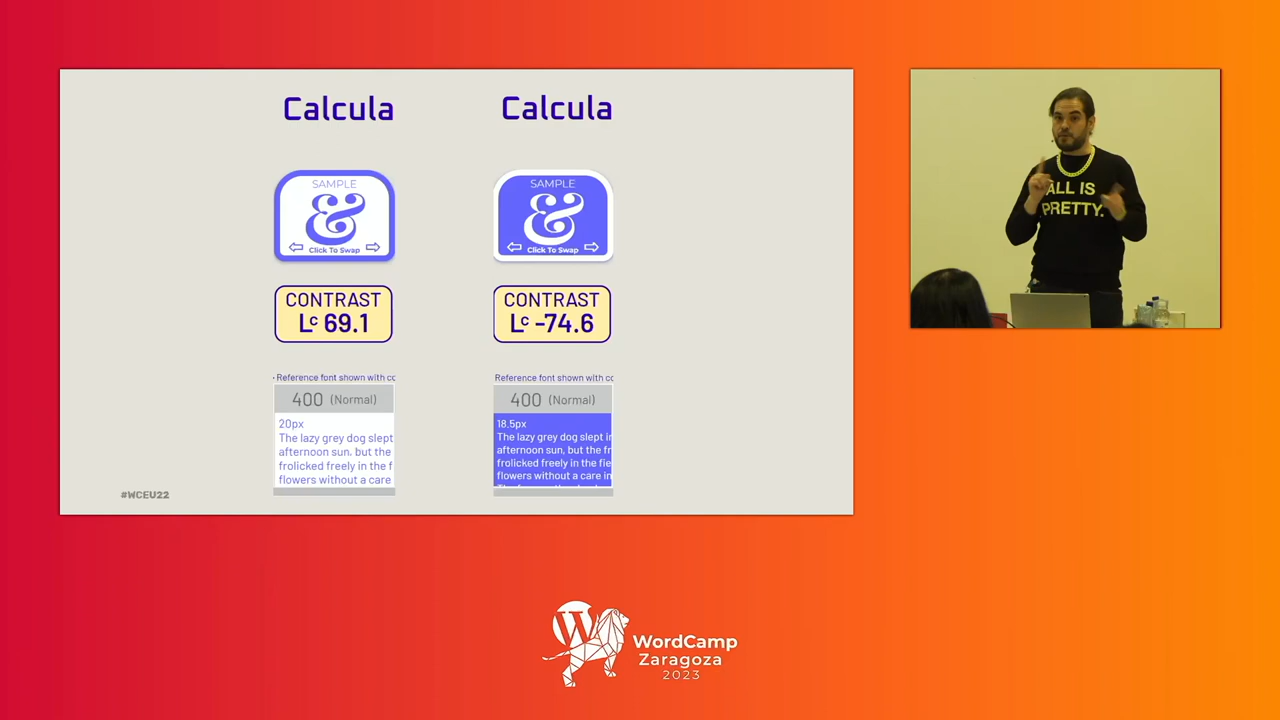 Calcula
SAMPLE
&
Click To Swap
CONTRAST
Lc 69.1
Reference font shown with cc
400 (Normal)
20px
The lazy grey dog slept
afternoon sun, but the
frolicked freely in the f
flowers without a care
Calcula
SAMPLE
&
Click To Swap
CONTRAST
Lc -74.6
Reference font shown with cc
400 (Normal)
18.5px
The lazy grey dog slept in
afternoon sun, but the fr
frolicked freely in the fie
flowers without a care in
#WCEU22
ALL IS
PRETTY.
W
WordCamp
Zaragoza
2023